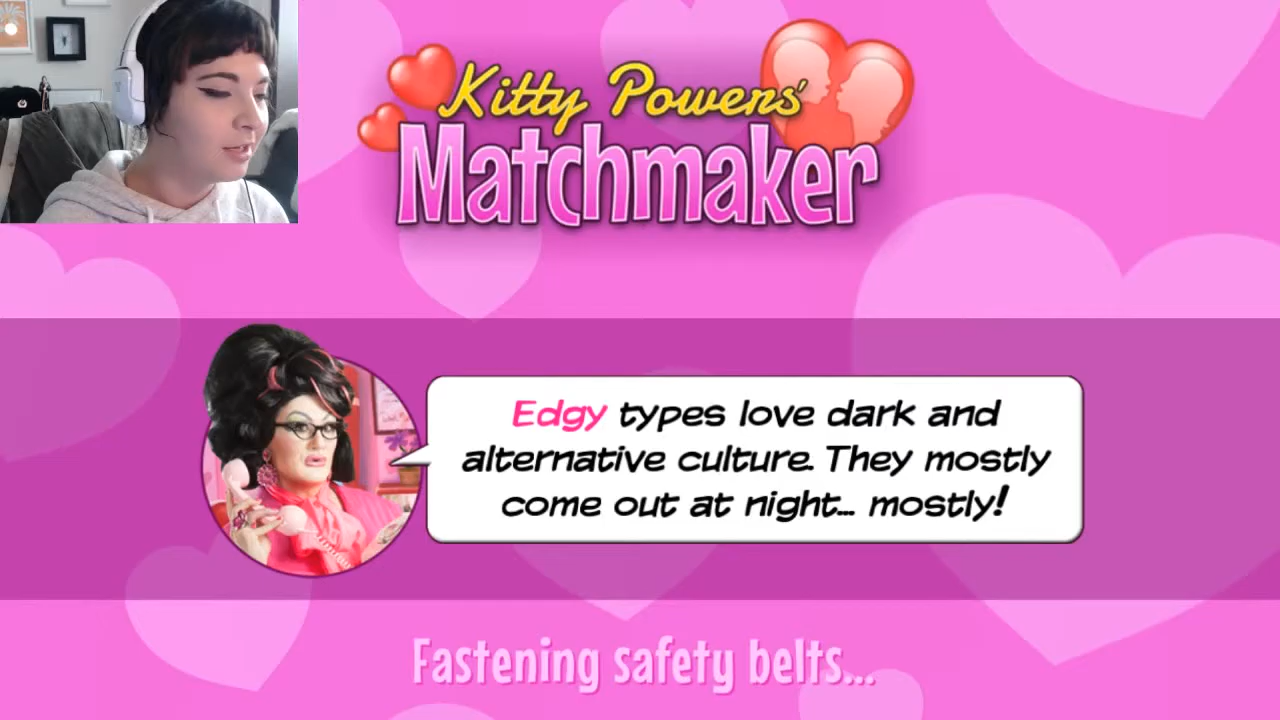 Kitty Powers'
Matchmaker
Edgy types love dark and
alternative culture. They mostly
come out at night... mostly!
Fastening safety belts...